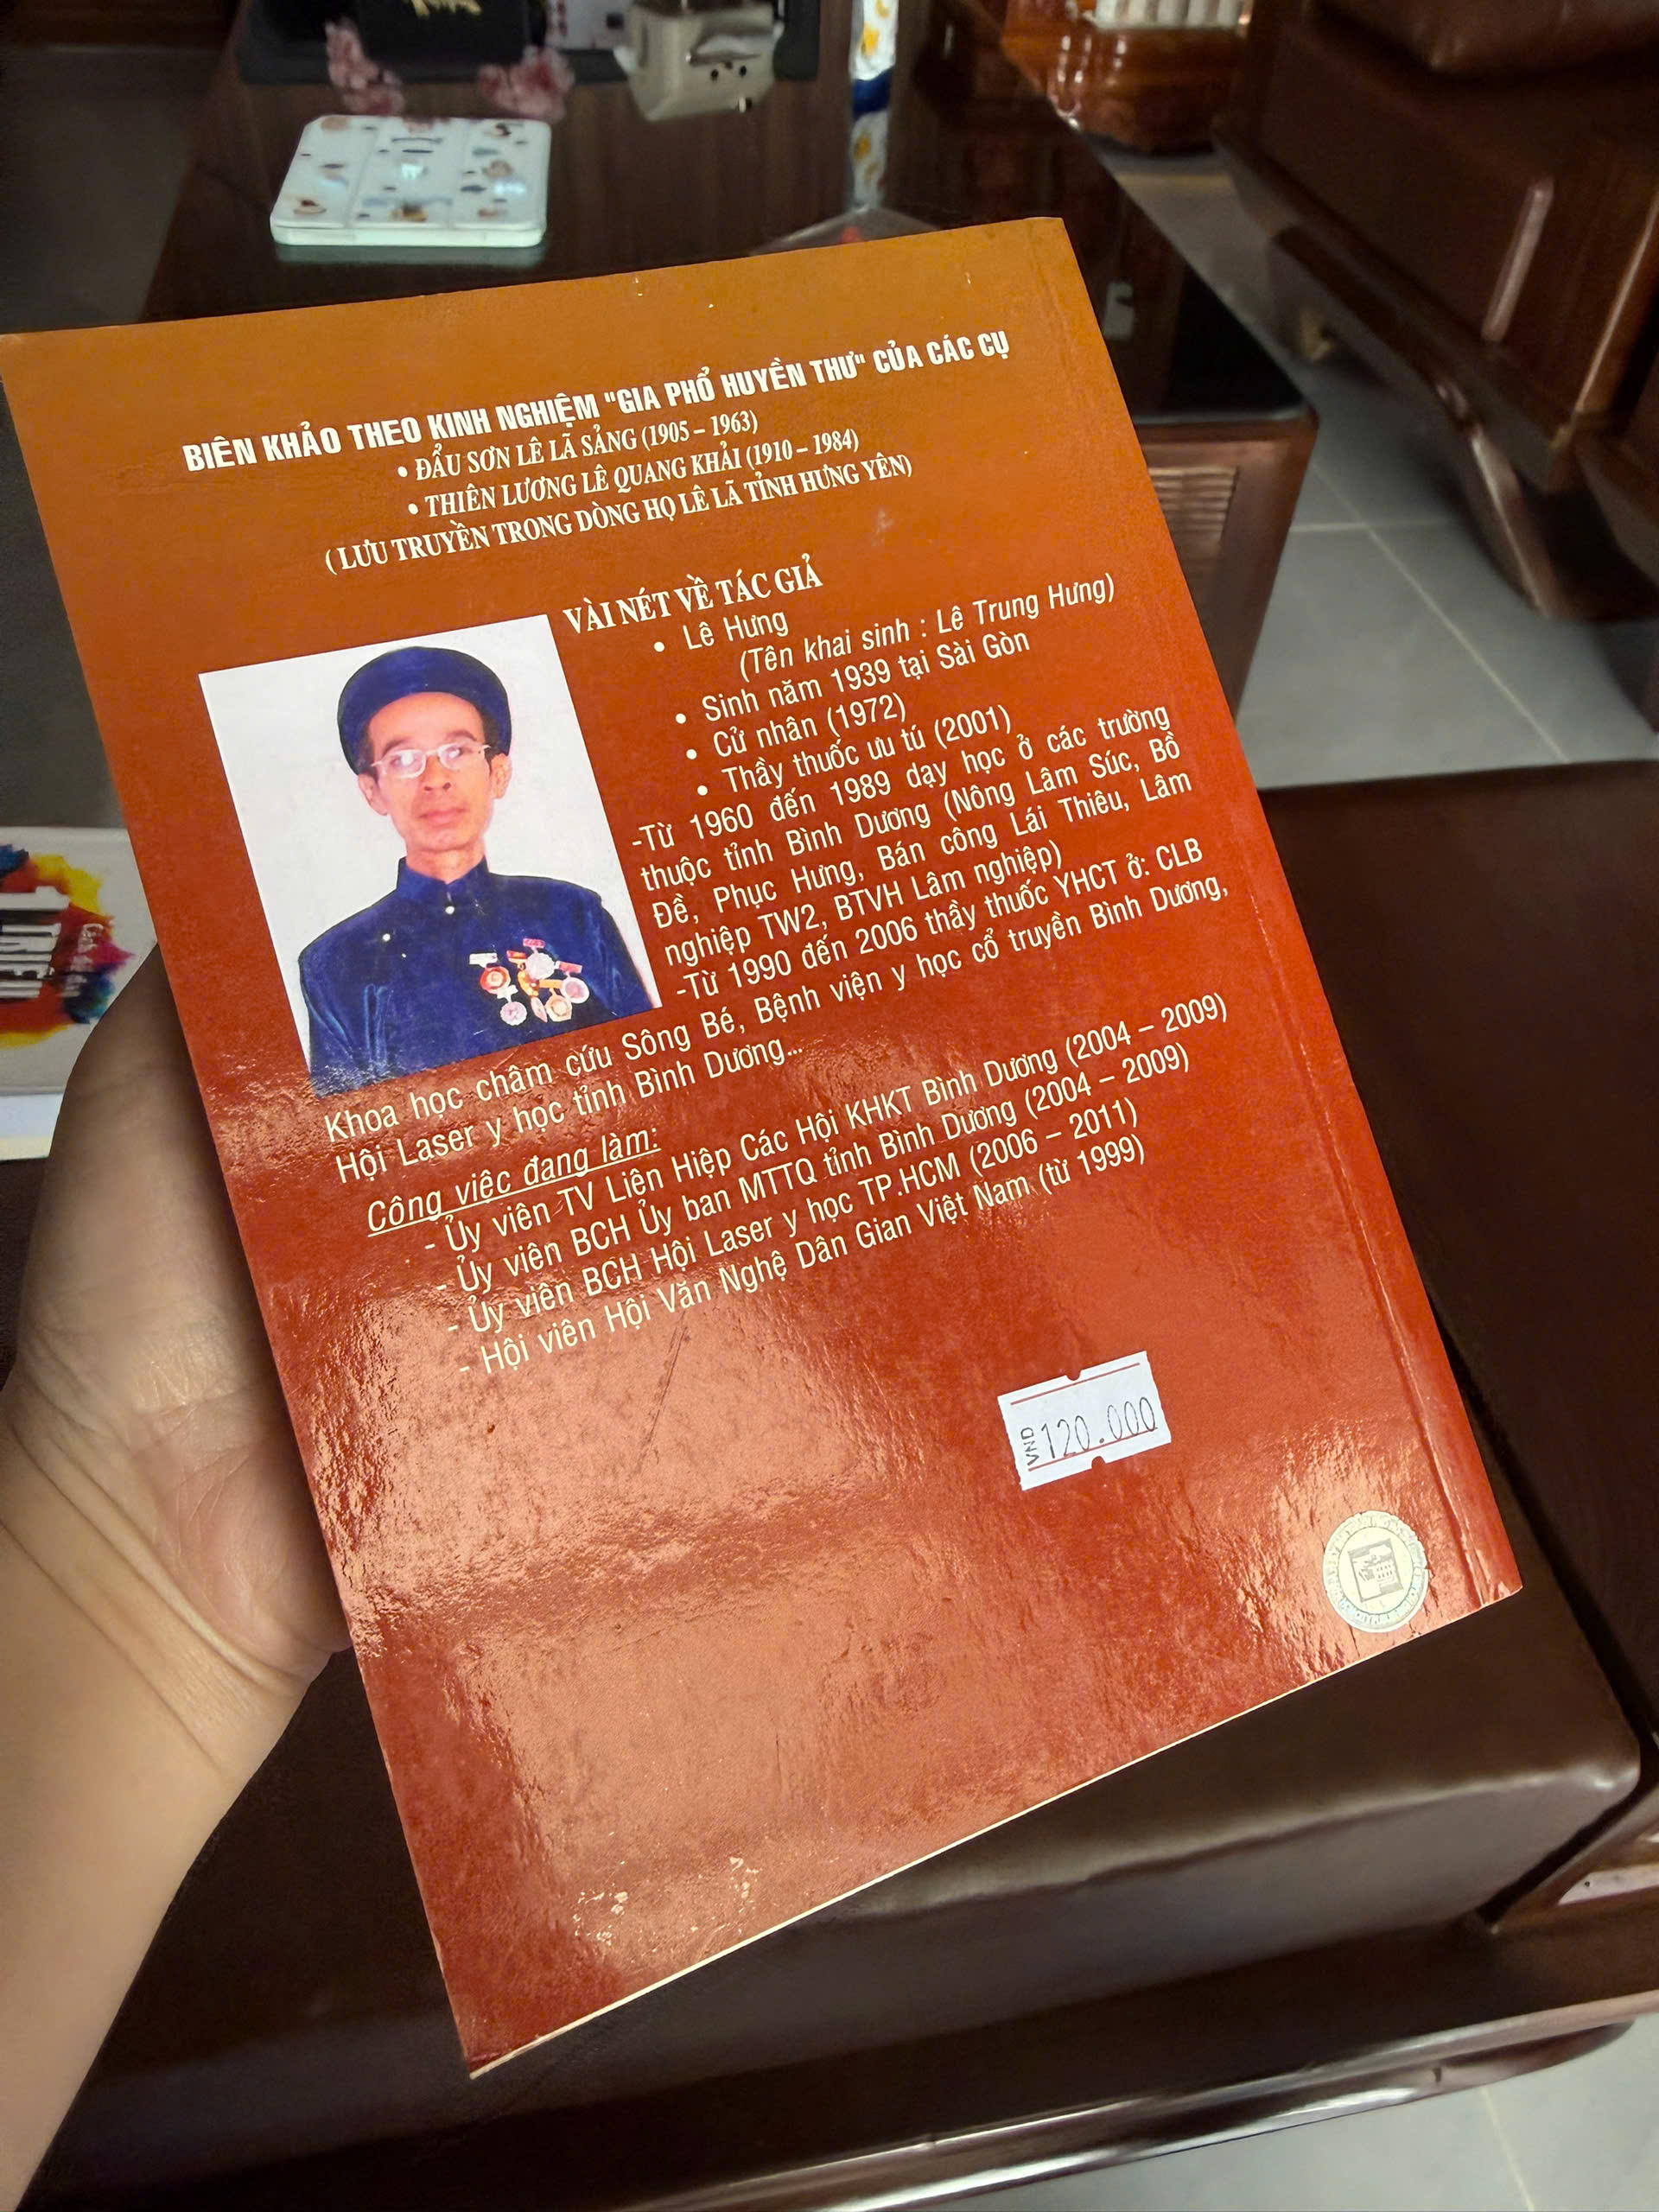 BIÊN KHẢO THEO KINH NGHIỆM "GIA PHỔ HUYỀN THƯ" CỦA CÁC CỤ
• ĐẨU SƠN LÊ LÃ SẢNG (1905 – 1963)
• THIÊN LƯƠNG LÊ QUANG KHẢI (1910 – 1984)
( LƯU TRUYỀN TRONG DÒNG HỌ LÊ LÃ TỈNH HƯNG YÊN)
VÀI NÉT VỀ TÁC GIẢ
• Lê Hưng
(Tên khai sinh : Lê Trung Hưng)
• Sinh năm 1939 tại Sài Gòn
• Cử nhân (1972)
• Thầy thuốc ưu tú (2001)
-Từ 1960 đến 1989 dạy học ở các trường
thuộc tỉnh Bình Dương (Nông Lâm Súc, Bồ
Đề, Phục Hưng, Bán công Lái Thiêu, Lâm
nghiệp TW2, BTVH Lâm nghiệp)
-Từ 1990 đến 2006 thầy thuốc YHCT ở: CLB
Khoa học châm cứu Sông Bé, Bệnh viện y học cổ truyền Bình Dương,
Hội Laser y học tỉnh Bình Dương...
Công việc đang làm:
- Ủy viên TV Liên Hiệp Các Hội KHKT Bình Dương (2004 – 2009)
- Ủy viên BCH Ủy ban MTTQ tỉnh Bình Dương (2004 – 2009)
- Ủy viên BCH Hội Laser y học TP.HCM (2006 – 2011)
- Hội viên Hội Văn Nghệ Dân Gian Việt Nam (từ 1999)
VND 120.000